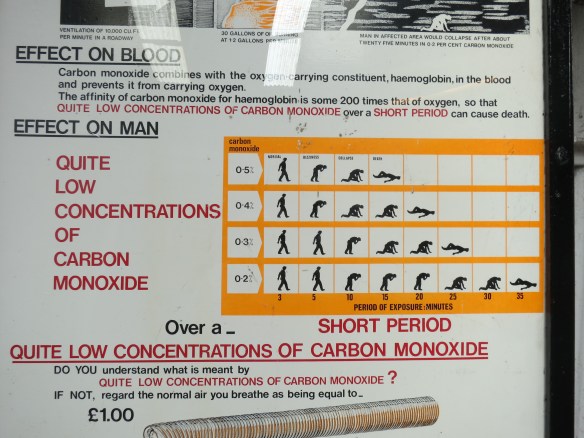 VENTILATION OF 10,000 CU F
PER MINUTE IN A ROADWAY
30 GALLONS OF
AT 12 GALLONS PER MINUTE
MAN IN AFFECTED AREA WOULD COLLAPSE AFTER ABOUT
TWENTY FIVE MINUTES IN 0·2 PER CENT CARBON MONOXIDE
EFFECT ON BLOOD
Carbon monoxide combines with the oxygen-carrying constituent, haemoglobin, in the blood
and prevents it from carrying oxygen.
The affinity of carbon monoxide for haemoglobin is some 200 times that of oxygen, so that
QUITE LOW CONCENTRATIONS OF CARBON MONOXIDE over a SHORT PERIOD can cause death.
EFFECT ON MAN
QUITE
LOW
CONCENTRATIONS
OF
CARBON
MONOXIDE
carbon
monoxide
NORMAL DIZZINESS COLLAPSE DEATH
0·5%
0·4%
0·3%
0·2%
3 5 10 15 20 25 30 35
PERIOD OF EXPOSURE: MINUTES
Over a _ SHORT PERIOD
QUITE LOW CONCENTRATIONS OF CARBON MONOXIDE
DO YOU understand what is meant by
QUITE LOW CONCENTRATIONS OF CARBON MONOXIDE ?
IF NOT, regard the normal air you breathe as being equal to _
£1.00